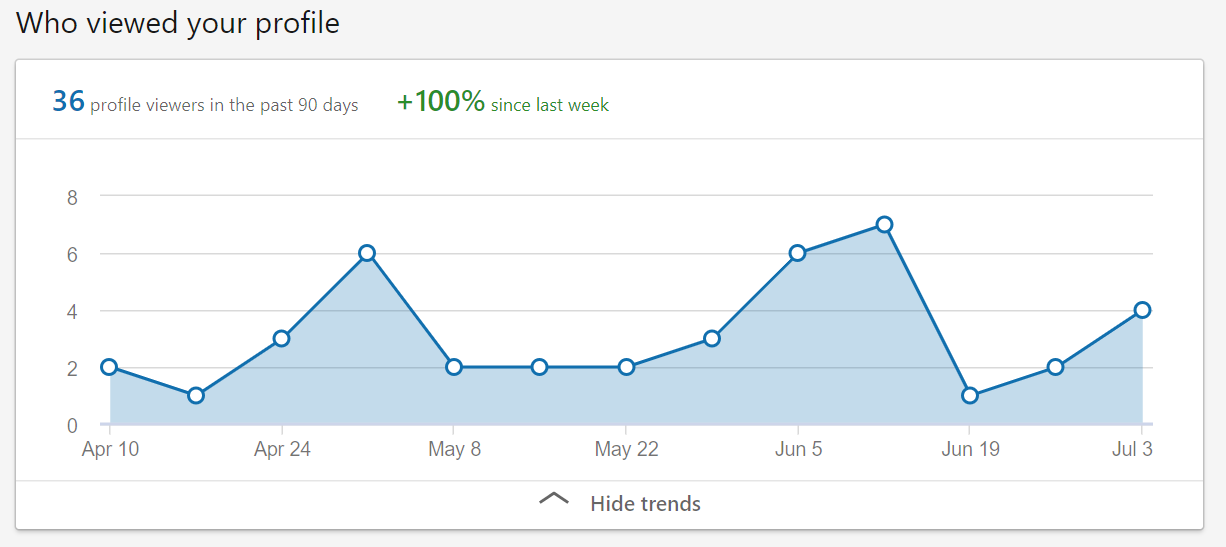 Who viewed your profile
36 profile viewers in the past 90 days +100% since last week
8
6
4
2
0
Apr 10 Apr 24 May 8 May 22 Jun 5 Jun 19 Jul 3
Hide trends